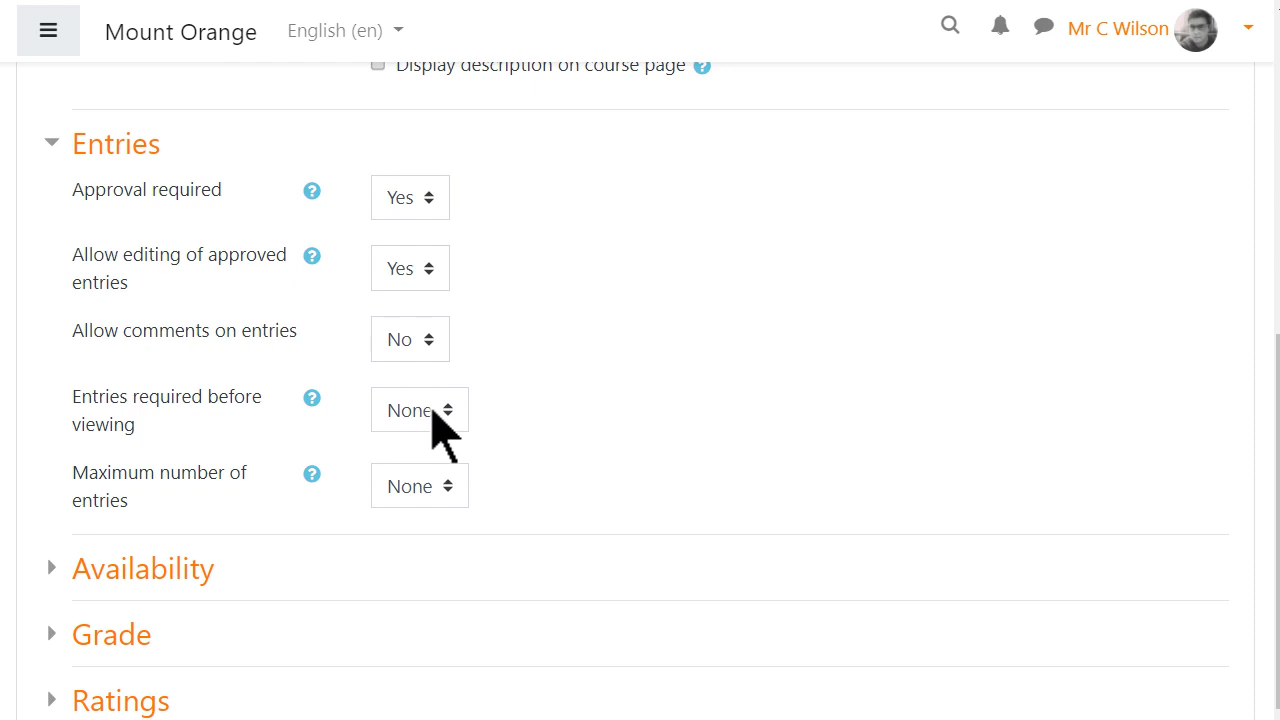 Mount Orange English (en) Mr C Wilson
Display description on course page
Entries
Approval required Yes
Allow editing of approved
entries
Yes
Allow comments on entries No
Entries required before
viewing
None
Maximum number of
entries
None
Availability
Grade
Ratings